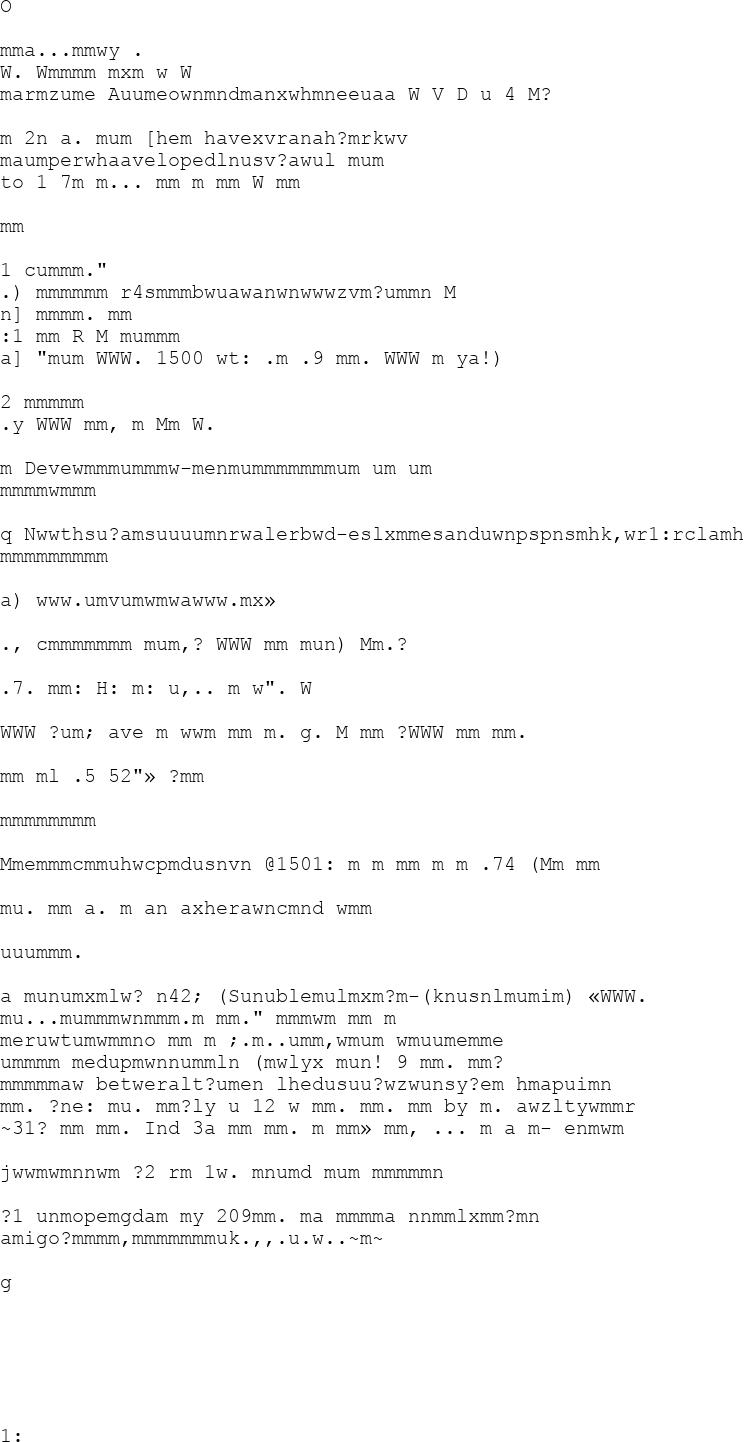 O
mma...mmwy .
W. Wmmmm mxm w W
marmzume Auumeownmndmanxwhmneeuaa W V D u 4 M?
m 2n a. mum [hem havexvranah?mrkwv
maumperwhaavelopedlnusv?awul mum
to 1 7m m... mm m mm W mm
mm
1 cummm."
.) mmmmmm r4smmmbwuawanwnwwwzvm?ummn M
n] mmmm. mm
:1 mm R M mummm
a] "mum WWW. 1500 wt: .m .9 mm. WWW m ya!)
2 mmmmm
.y WWW mm, m Mm W.
m Devewmmmummmw-menmummmmmmmum um um
mmmmwmmm
q Nwwthsu?amsuuuumnrwalerbwd-eslxmmesanduwnpspnsmhk,wr1:rclamh
mmmmmmmmm
a) www.umvumwmwawww.mx»
., cmmmmmmm mum,? WWW mm mun) Mm.?
.7. mm: H: m: u,.. m w". W
WWW ?um; ave m wwm mm m. g. M mm ?WWW mm mm.
mm ml .5 52"» ?mm
mmmmmmmm
Mmemmmcmmuhwcpmdusnvn @1501: m m mm m m .74 (Mm mm
mu. mm a. m an axherawncmnd wmm
uuummm.
a munumxmlw? n42; (Sunublemulmxm?m-(knusnlmumim) «WWW.
mu...mummmwnmmm.m mm." mmmwm mm m
meruwtumwmmno mm m ;.m..umm,wmum wmuumemme
ummmm medupmwnnummln (mwlyx mun! 9 mm. mm?
mmmmmaw betweralt?umen lhedusuu?wzwunsy?em hmapuimn
mm. ?ne: mu. mm?ly u 12 w mm. mm. mm by m. awzltywmmr
~31? mm mm. Ind 3a mm mm. m mm» mm, ... m a m- enmwm
jwwmwmnnwm ?2 rm 1w. mnumd mum mmmmmn
?1 unmopemgdam my 209mm. ma mmmma nnmmlxmm?mn
amigo?mmmm,mmmmmmmuk.,,.u.w..~m~
g
1: